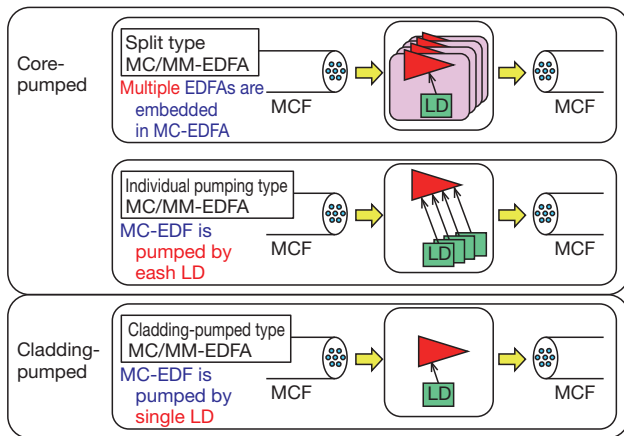 Core-
pumped
Split type
MC/MM-EDFA
Multiple EDFAs are
embedded
in MC-EDFA
MCF
LD
MCF
Individual pumping type
MC/MM-EDFA
MC-EDF is
pumped by
eash LD
MCF
LD
MCF
Cladding-
pumped
Cladding-pumped type
MC/MM-EDFA
MC-EDF is
pumped by
single LD
MCF
LD
MCF